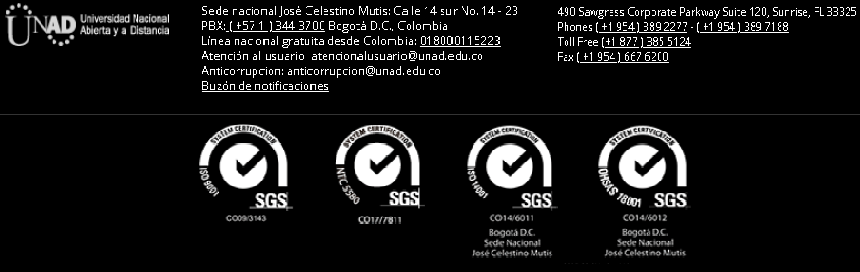 UNAD
Universidad Nacional
Abierta y a Distancia
Sede nacional José Celestino Mutis: Calle 14 sur No. 14 - 23
PBX: ( +57 1 ) 344 3700 Bogotá D.C., Colombia
Línea nacional gratuita desde Colombia: 018000115223
Atención al usuario: atencionalusuario@unad.edu.co
Anticorrupcion: anticorrupcion@unad.edu.co
Buzón de notificaciones
490 Sawgrass Corporate Parkway Suite 120, Sunrise, FL 33325
Phones ( +1 954 ) 389 2277 - ( +1 954 ) 389 7188
Toll Free ( +1 877 ) 385 5124
Fax ( +1 954 ) 667 6200
SYSTEM CERTIFICATION
ISO 9001
SGS
CO09/3143
SYSTEM CERTIFICATION
NTC 5580
SGS
CO17/7811
SYSTEM CERTIFICATION
ISO 14001
SGS
CO14/6011
Bogotá D.C.
Sede Nacional
José Celestino Mutis
SYSTEM CERTIFICATION
OHSAS 18001
SGS
CO14/6012
Bogotá D.C.
Sede Nacional
José Celestino Mutis